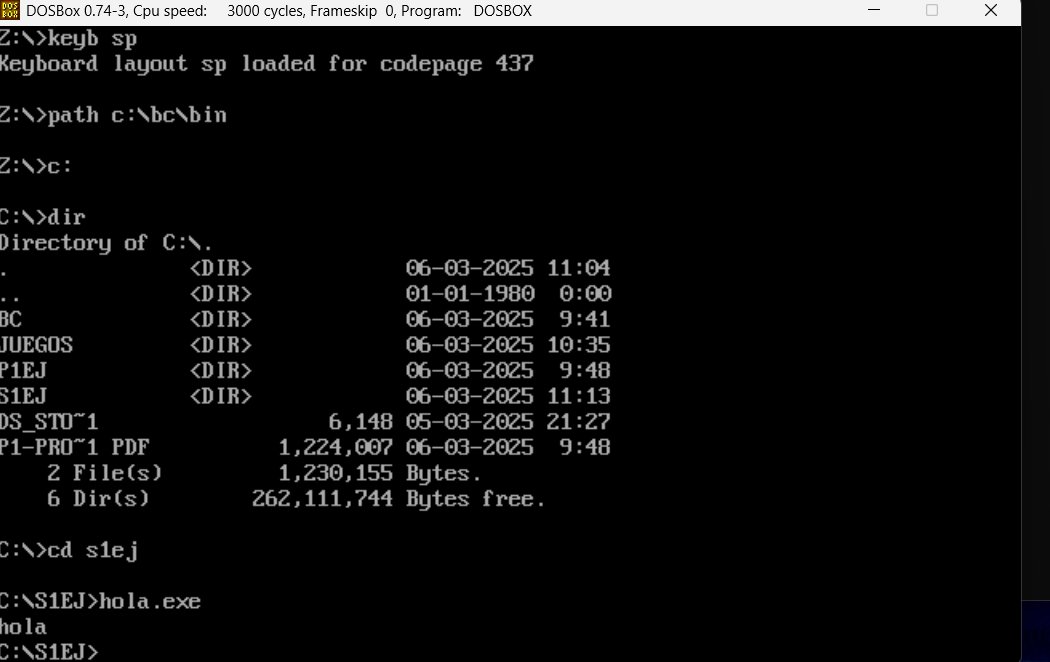 DOSBox 0.74-3, Cpu speed:    3000 cycles, Frameskip  0, Program:   DOSBOX
Z:\>keyb sp
Keyboard layout sp loaded for codepage 437
Z:\>path c:\bc\bin
Z:\>c:
C:\>dir
Directory of C:\.
.              <DIR>            06-03-2025 11:04
..             <DIR>            01-01-1980  0:00
BC             <DIR>            06-03-2025  9:41
JUEGOS         <DIR>            06-03-2025 10:35
P1EJ           <DIR>            06-03-2025  9:48
S1EJ           <DIR>            06-03-2025 11:13
DS_STO~1                  6,148 05-03-2025 21:27
P1-PRO~1 PDF          1,224,007 06-03-2025  9:48
    2 File(s)         1,230,155 Bytes.
    6 Dir(s)        262,111,744 Bytes free.
C:\>cd s1ej
C:\S1EJ>hola.exe
hola
C:\S1EJ>